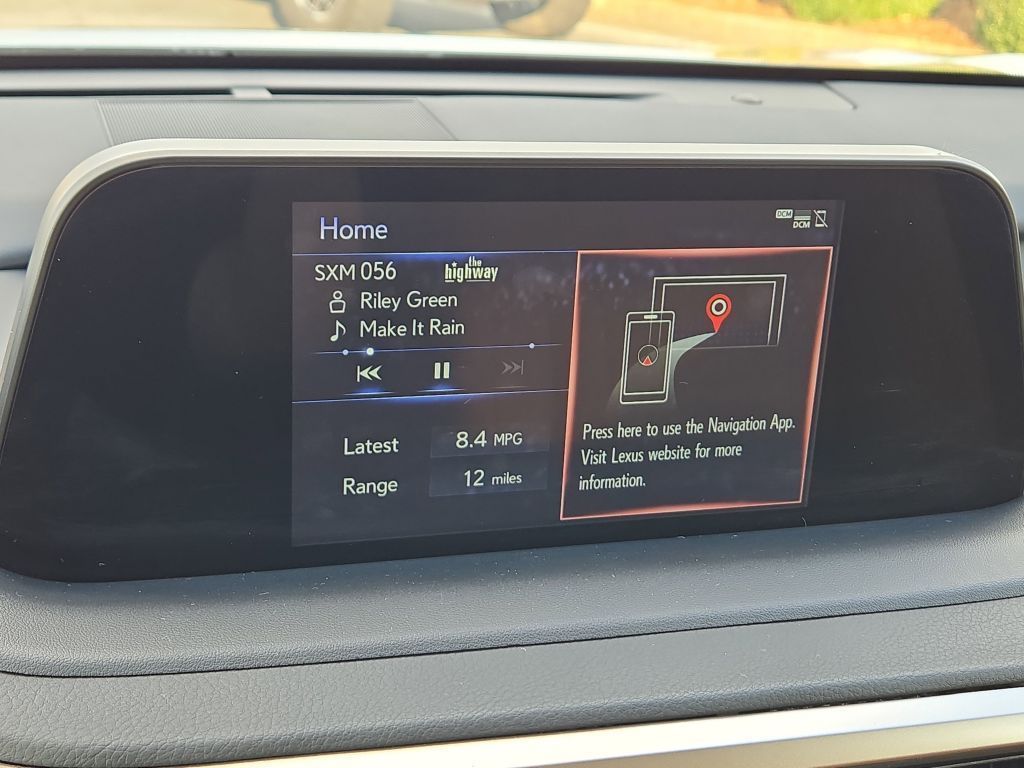 Home
DCM
DCM
SXM 056
the
highway
Riley Green
Make It Rain
Latest 8.4 MPG
Range 12 miles
Press here to use the Navigation App.
Visit Lexus website for more
information.